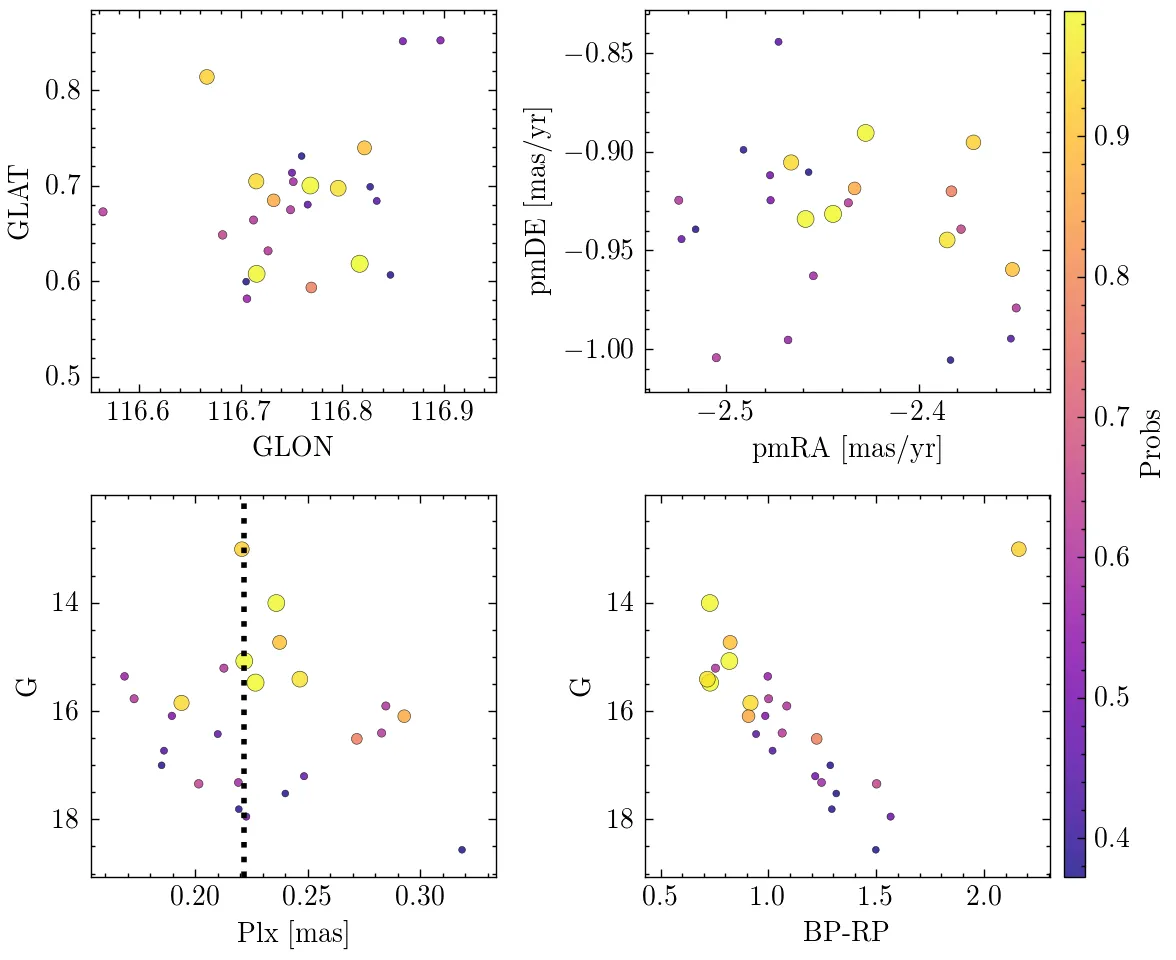 0.8
0.7
0.6
0.5
GLAT
116.6 116.7 116.8 116.9
GLON
−0.85
−0.90
−0.95
−1.00
pmDE [mas/yr]
−2.5 −2.4
pmRA [mas/yr]
14
16
18
G
0.20 0.25 0.30
Plx [mas]
14
16
18
G
0.5 1.0 1.5 2.0
BP-RP
0.9
0.8
0.7
0.6
0.5
0.4
Probs